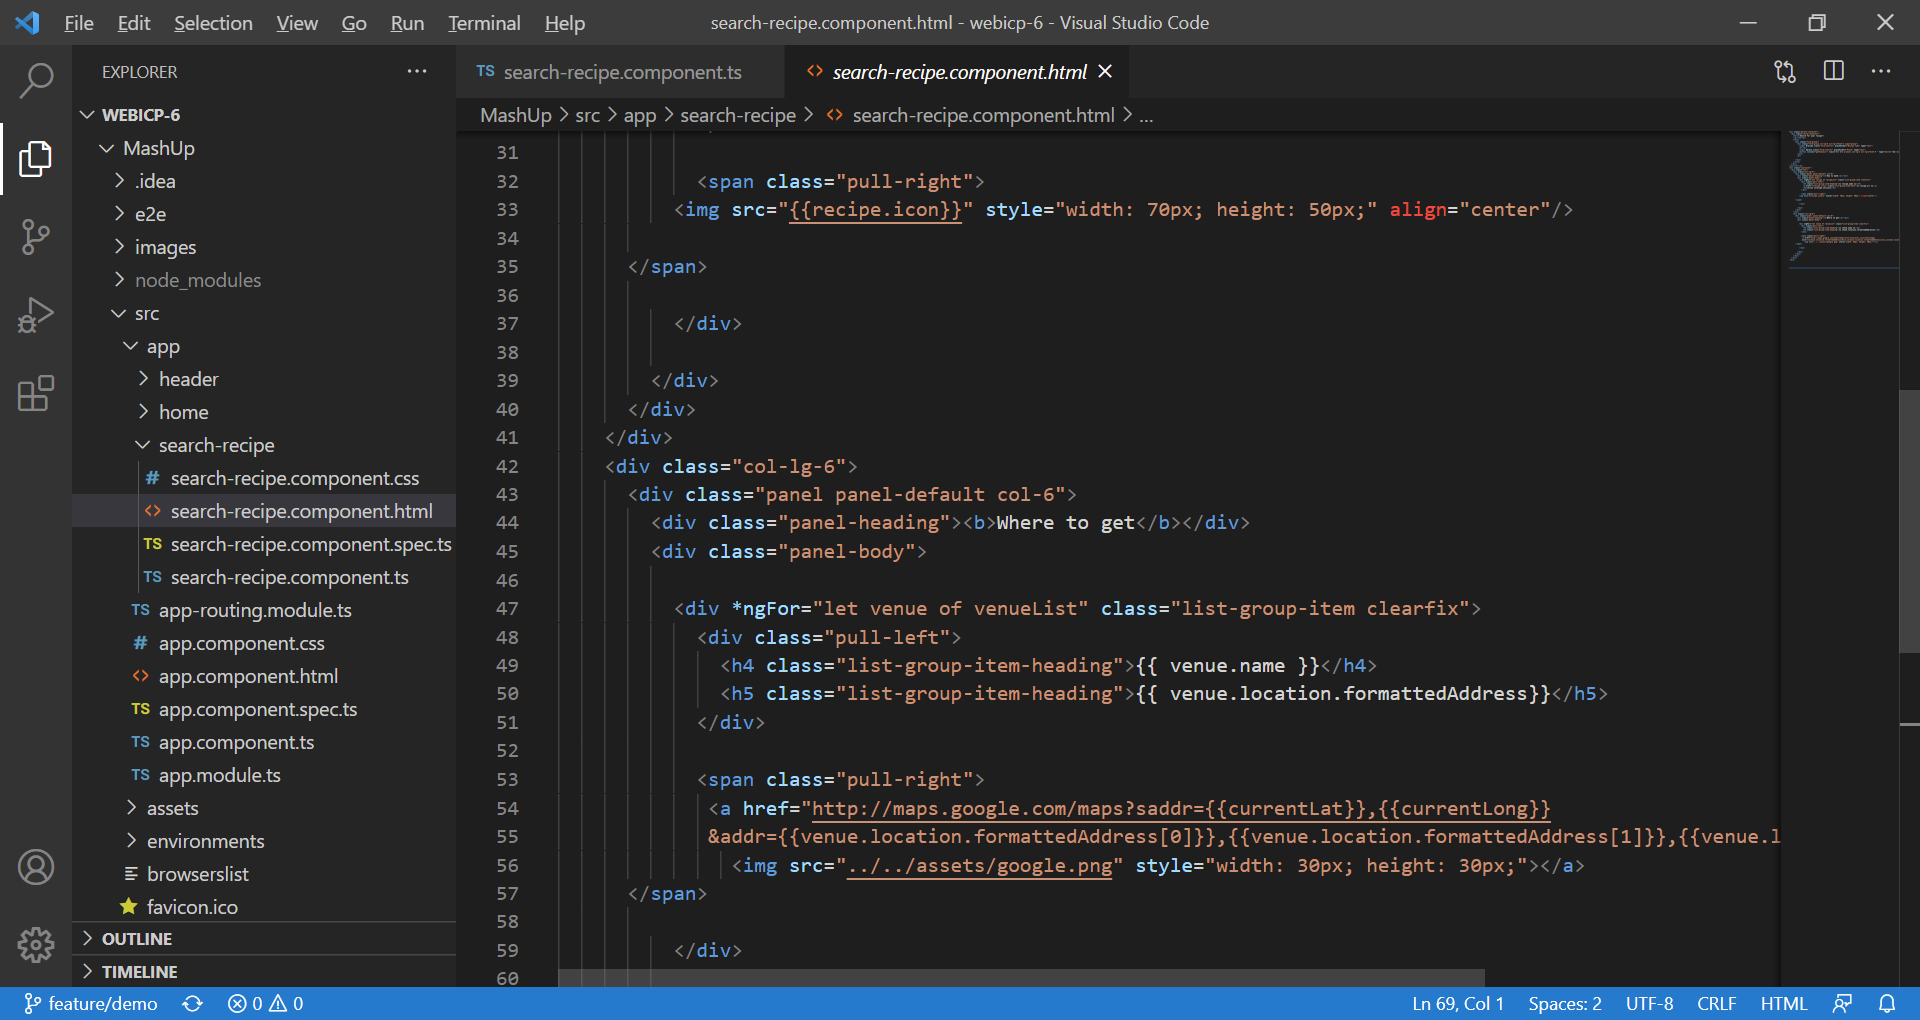 File Edit Selection View Go Run Terminal Help
search-recipe.component.html - webicp-6 - Visual Studio Code
EXPLORER
WEBICP-6
MashUp
.idea
e2e
images
node_modules
src
app
header
home
search-recipe
# search-recipe.component.css
<> search-recipe.component.html
TS search-recipe.component.spec.ts
TS search-recipe.component.ts
TS app-routing.module.ts
# app.component.css
<> app.component.html
TS app.component.spec.ts
TS app.component.ts
TS app.module.ts
assets
environments
browserslist
favicon.ico
OUTLINE
TIMELINE
TS search-recipe.component.ts
<> search-recipe.component.html
MashUp > src > app > search-recipe > <> search-recipe.component.html > ...
31
32 <span class="pull-right">
33 <img src="{{recipe.icon}}" style="width: 70px; height: 50px;" align="center"/>
34
35 </span>
36
37 </div>
38
39 </div>
40 </div>
41 </div>
42 <div class="col-lg-6">
43 <div class="panel panel-default col-6">
44 <div class="panel-heading"><b>Where to get</b></div>
45 <div class="panel-body">
46
47 <div *ngFor="let venue of venueList" class="list-group-item clearfix">
48 <div class="pull-left">
49 <h4 class="list-group-item-heading">{{ venue.name }}</h4>
50 <h5 class="list-group-item-heading">{{ venue.location.formattedAddress}}</h5>
51 </div>
52
53 <span class="pull-right">
54 <a href="http://maps.google.com/maps?saddr={{currentLat}},{{currentLong}}
55 &addr={{venue.location.formattedAddress[0]}},{{venue.location.formattedAddress[1]}},{{venue.l
56 <img src="../../assets/google.png" style="width: 30px; height: 30px;"></a>
57 </span>
58
59 </div>
60
feature/demo 0 0
Ln 69, Col 1 Spaces: 2 UTF-8 CRLF HTML